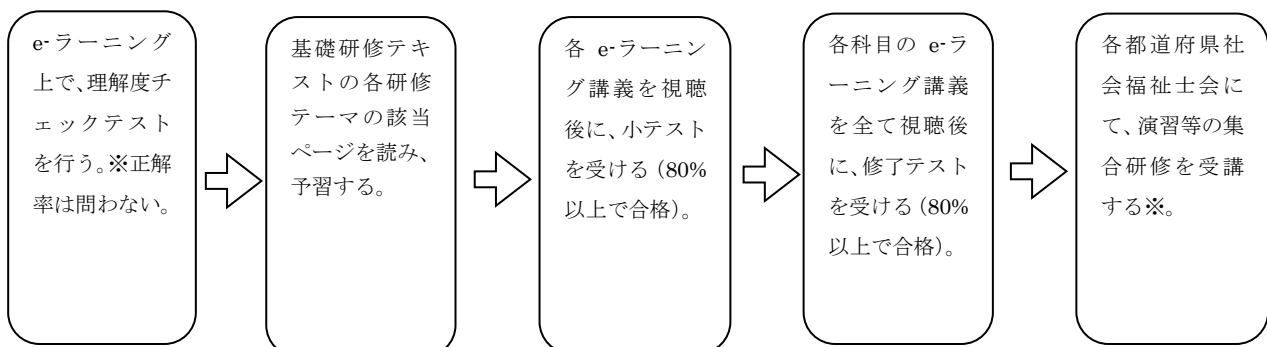 e-ラーニング
上で、理解度チ
ェックテスト
を行う。※正解
率は問わない。
基礎研修テキ
ストの各研修
テーマの該当
ページを読み、
予習する。
各 e-ラーニン
グ講義を視聴
後に、小テスト
を受ける（80%
以上で合格）。
各科目の e-ラ
ーニング講義
を全て視聴後
に、修了テスト
を受ける（80%
以上で合格）。
各都道府県社
会福祉士会に
て、演習等の集
合研修を受講
する※。